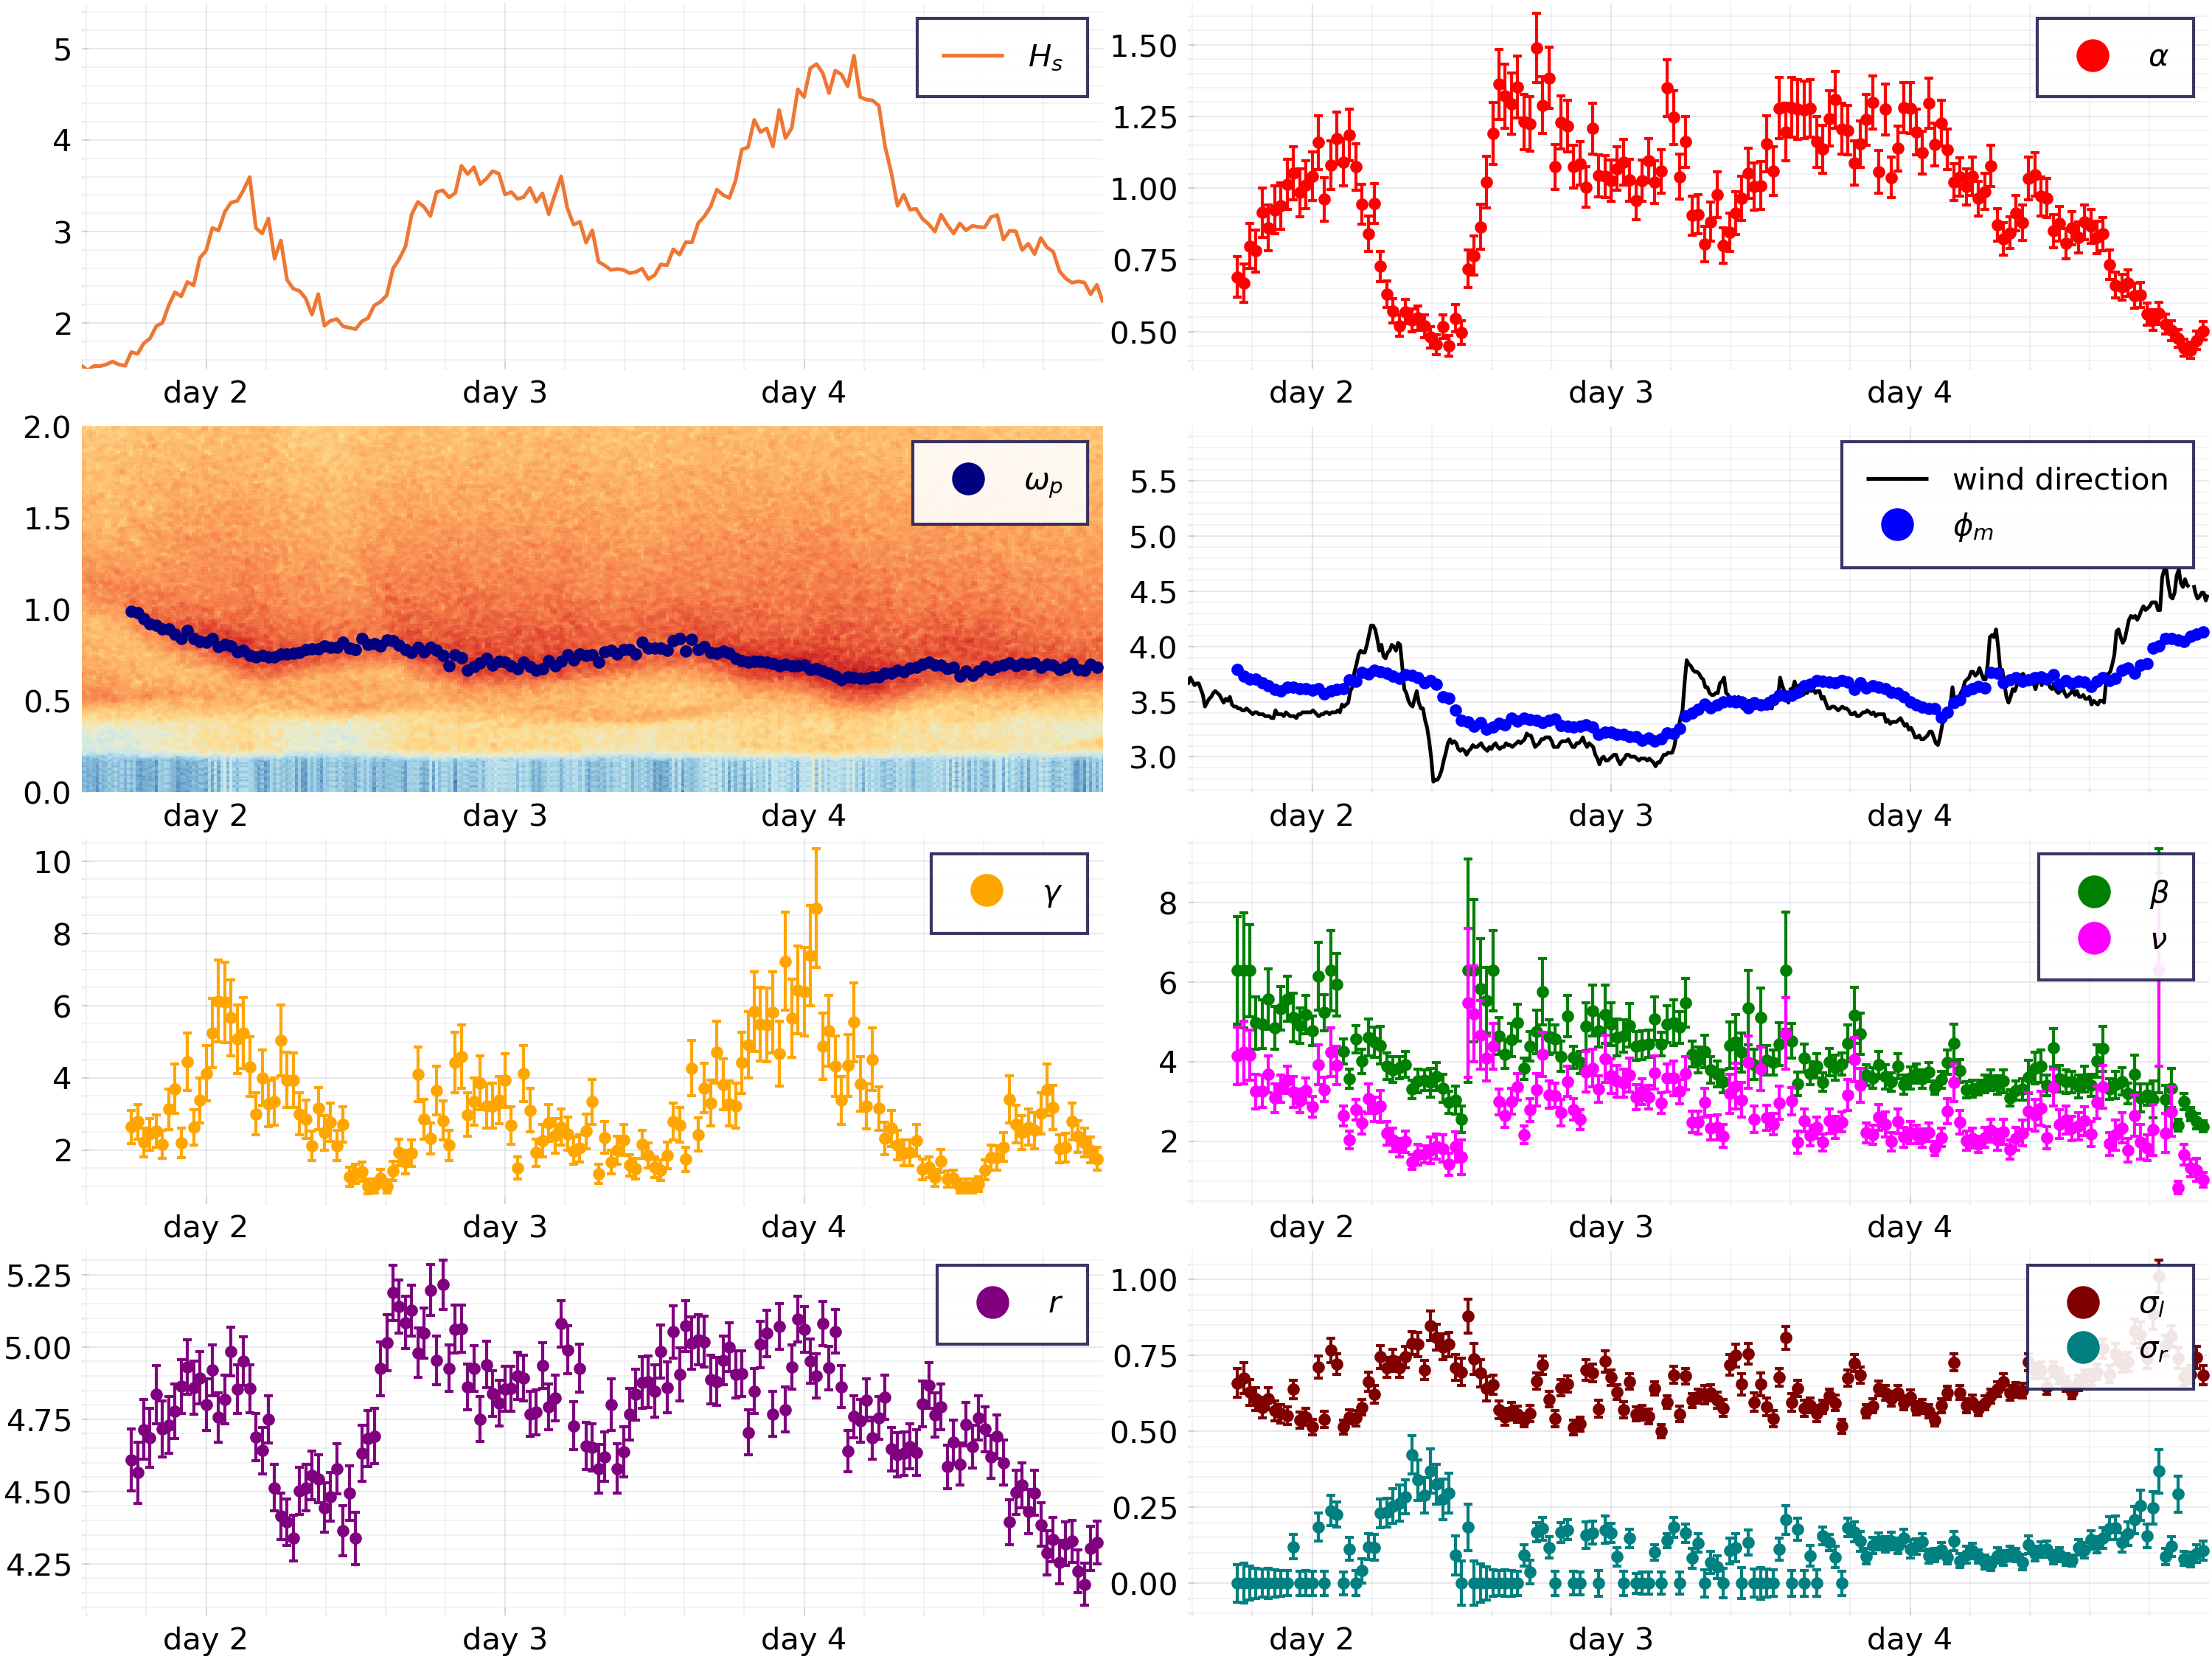 5
4
3
2
H_s
day 2 day 3 day 4
1.50
1.25
1.00
0.75
0.50
α
day 2 day 3 day 4
2.0
1.5
1.0
0.5
0.0
ω_p
day 2 day 3 day 4
5.5
5.0
4.5
4.0
3.5
3.0
wind direction
ϕ_m
day 2 day 3 day 4
10
8
6
4
2
γ
day 2 day 3 day 4
8
6
4
2
β
ν
day 2 day 3 day 4
5.25
5.00
4.75
4.50
4.25
r
day 2 day 3 day 4
1.00
0.75
0.50
0.25
0.00
σ_l
σ_r
day 2 day 3 day 4